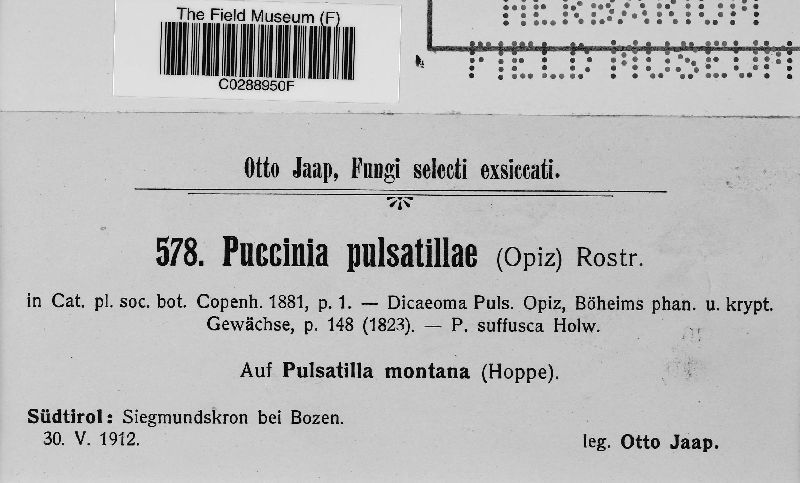 The Field Museum (F)
C0288950F
HERBARIUM
FIELD MUSEUM
Otto Jaap, Fungi selecti exsiccati.
578. Puccinia pulsatillae (Opiz) Rostr.
in Cat. pl. soc. bot. Copenh. 1881, p. 1. — Dicaeoma Puls. Opiz, Böheims phan. u. krypt.
Gewächse, p. 148 (1823). — P. suffusca Holw.
Auf Pulsatilla montana (Hoppe).
Südtirol: Siegmundskron bei Bozen.
30. V. 1912.
leg. Otto Jaap.